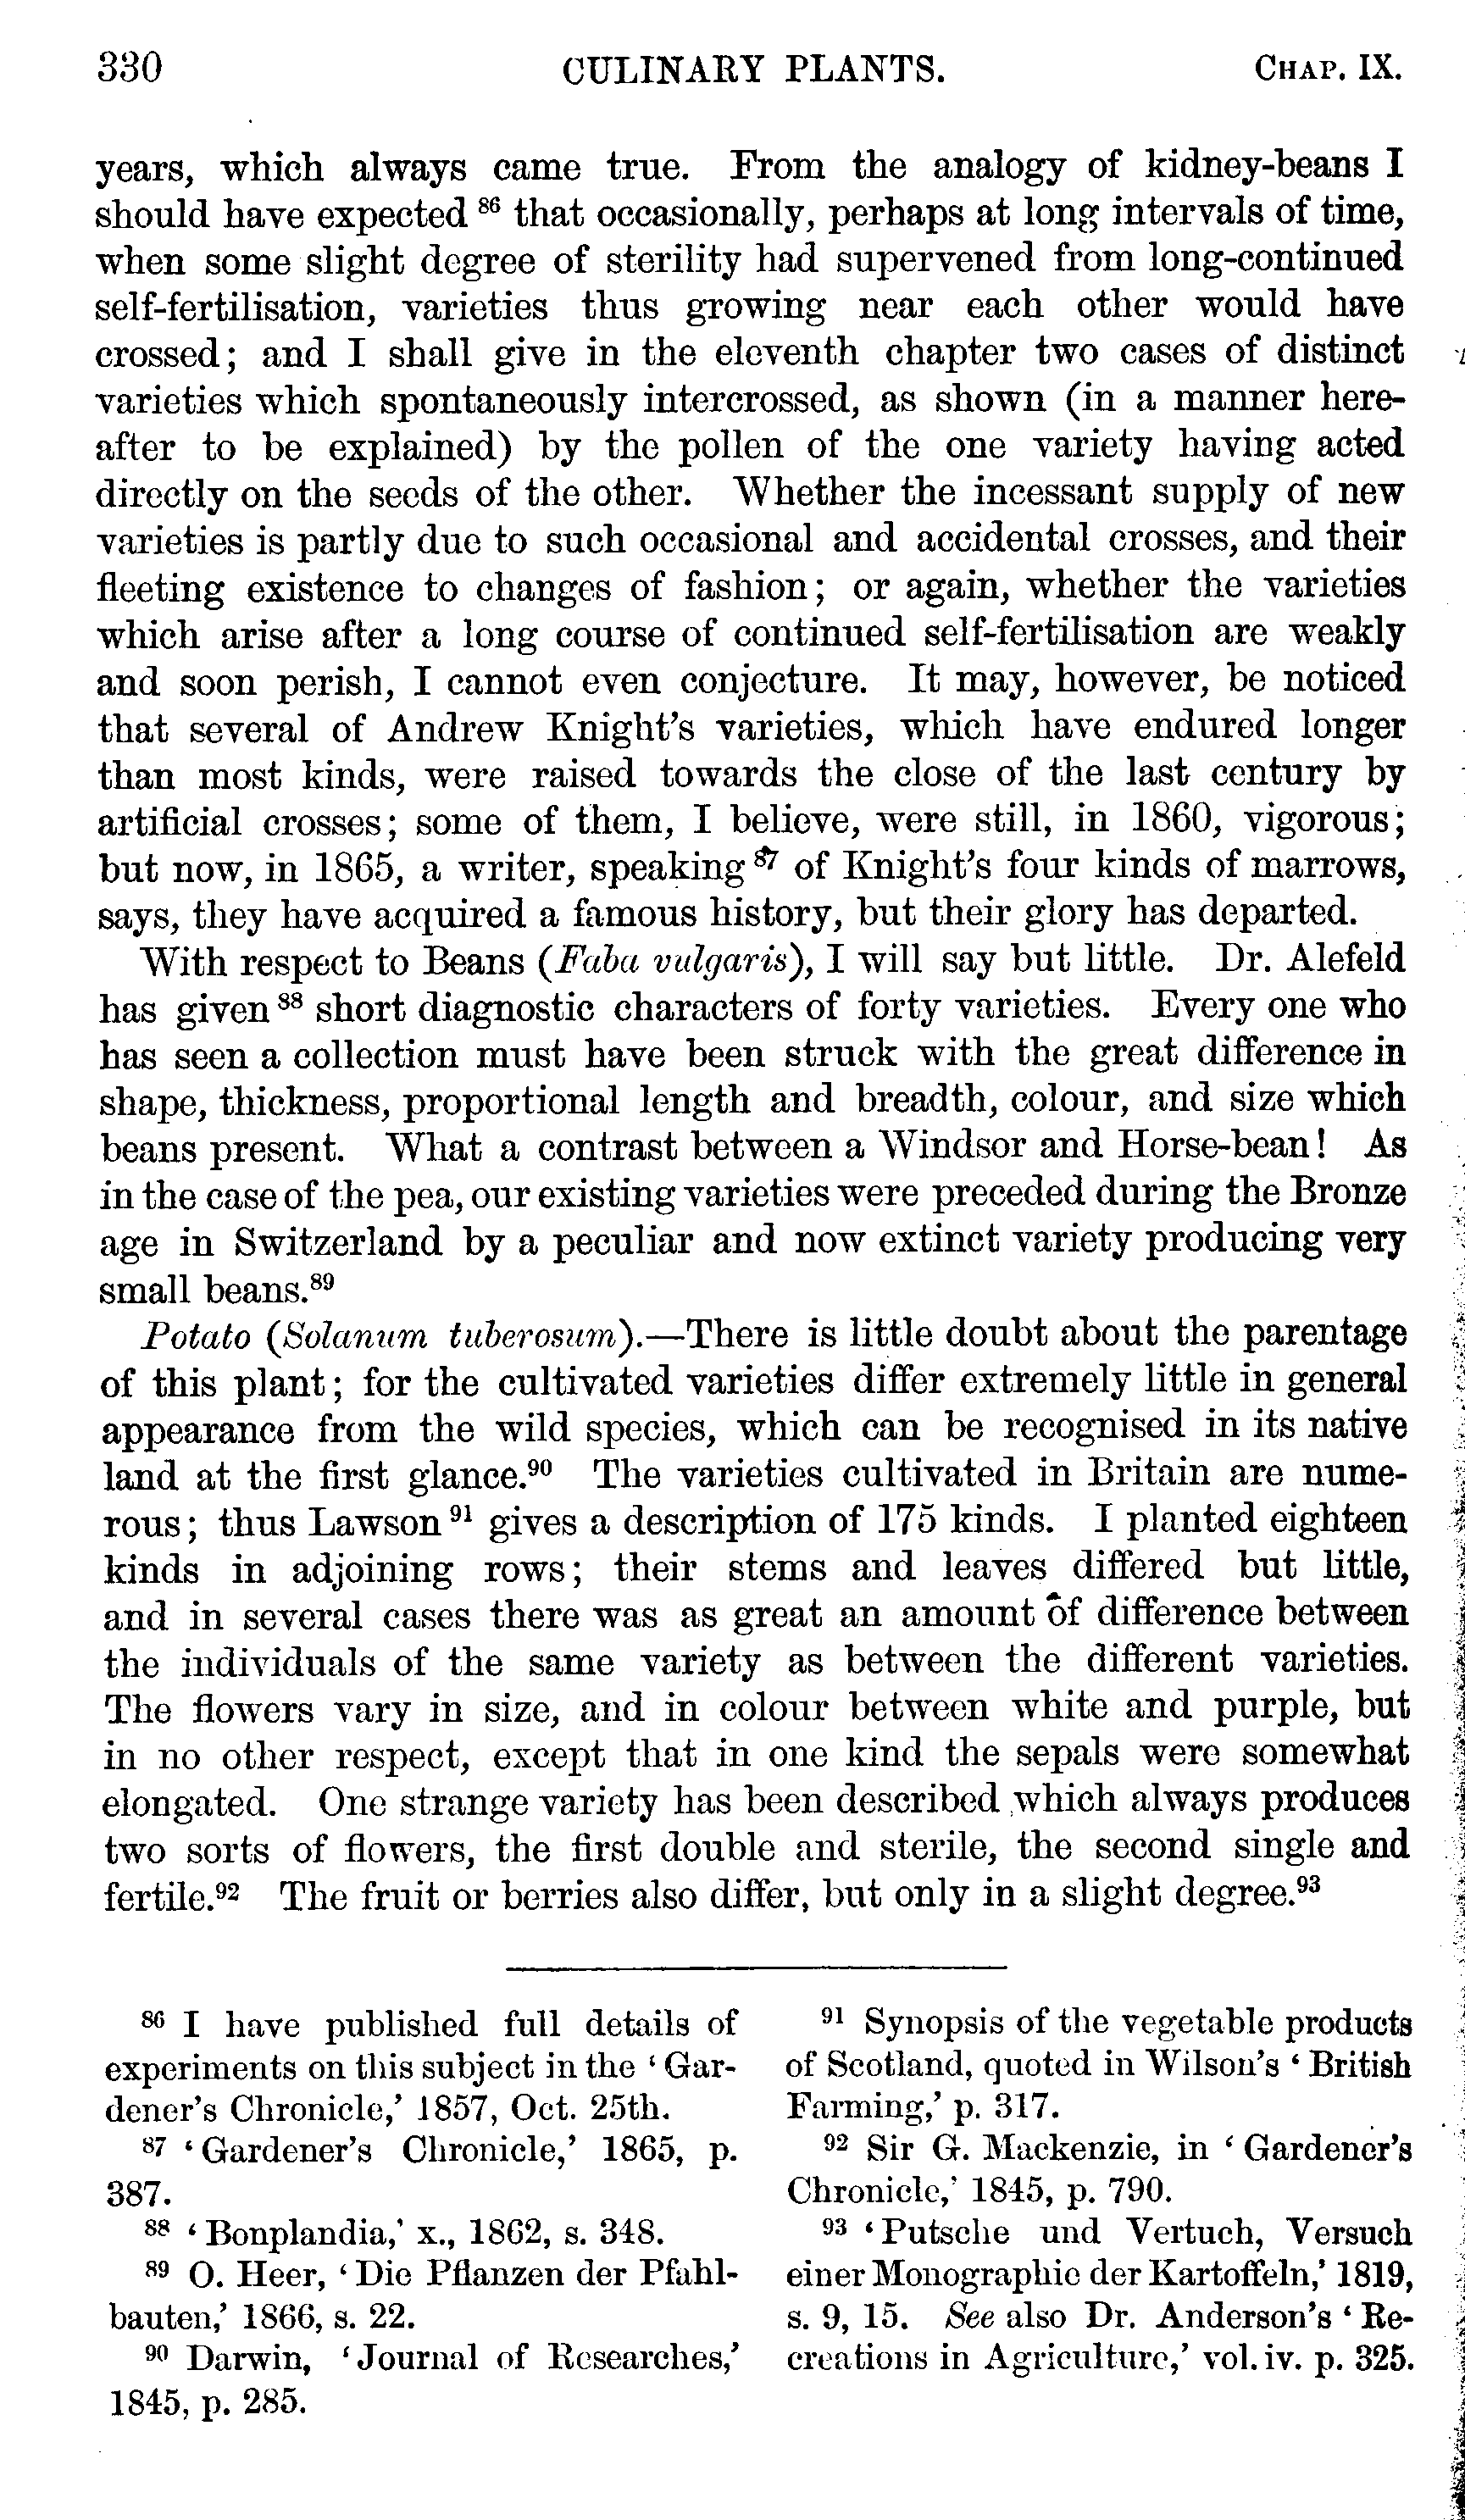 330 CULINARY PLANTS. CHAP. IX.
years, which always came true. From the analogy of kidney-beans I
should have expected 86 that occasionally, perhaps at long intervals of time,
when some slight degree of sterility had supervened from long-continued
self-fertilisation, varieties thus growing near each other would have
crossed; and I shall give in the eleventh chapter two cases of distinct
varieties which spontaneously intercrossed, as shown (in a manner here-
after to be explained) by the pollen of the one variety having acted
directly on the seeds of the other. Whether the incessant supply of new
varieties is partly due to such occasional and accidental crosses, and their
fleeting existence to changes of fashion; or again, whether the varieties
which arise after a long course of continued self-fertilisation are weakly
and soon perish, I cannot even conjecture. It may, however, be noticed
that several of Andrew Knight's varieties, which have endured longer
than most kinds, were raised towards the close of the last century by
artificial crosses; some of them, I believe, were still, in 1860, vigorous;
but now, in 1865, a writer, speaking 87 of Knight's four kinds of marrows,
says, they have acquired a famous history, but their glory has departed.
With respect to Beans (Faba vulgaris), I will say but little. Dr. Alefeld
has given 88 short diagnostic characters of forty varieties. Every one who
has seen a collection must have been struck with the great difference in
shape, thickness, proportional length and breadth, colour, and size which
beans present. What a contrast between a Windsor and Horse-bean! As
in the case of the pea, our existing varieties were preceded during the Bronze
age in Switzerland by a peculiar and now extinct variety producing very
small beans.89
Potato (Solanum tuberosum).—There is little doubt about the parentage
of this plant; for the cultivated varieties differ extremely little in general
appearance from the wild species, which can be recognised in its native
land at the first glance.90 The varieties cultivated in Britain are nume-
rous; thus Lawson 91 gives a description of 175 kinds. I planted eighteen
kinds in adjoining rows; their stems and leaves differed but little,
and in several cases there was as great an amount of difference between
the individuals of the same variety as between the different varieties.
The flowers vary in size, and in colour between white and purple, but
in no other respect, except that in one kind the sepals were somewhat
elongated. One strange variety has been described which always produces
two sorts of flowers, the first double and sterile, the second single and
fertile.92 The fruit or berries also differ, but only in a slight degree.93
86 I have published full details of
experiments on this subject in the ‘Gar-
dener's Chronicle,’ 1857, Oct. 25th.
87 ‘Gardener's Chronicle,’ 1865, p.
387.
88 ‘Bonplandia,’ x., 1862, s. 348.
89 O. Heer, ‘Die Pflanzen der Pfahl-
bauten,’ 1866, s. 22.
90 Darwin, ‘Journal of Researches,’
1845, p. 285.
91 Synopsis of the vegetable products
of Scotland, quoted in Wilson's ‘British
Farming,’ p. 317.
92 Sir G. Mackenzie, in ‘Gardener's
Chronicle,’ 1845, p. 790.
93 ‘Putsche und Vertuch, Versuch
einer Monographie der Kartoffeln,’ 1819,
s. 9, 15. See also Dr. Anderson's ‘Re-
creations in Agriculture,’ vol. iv. p. 325.